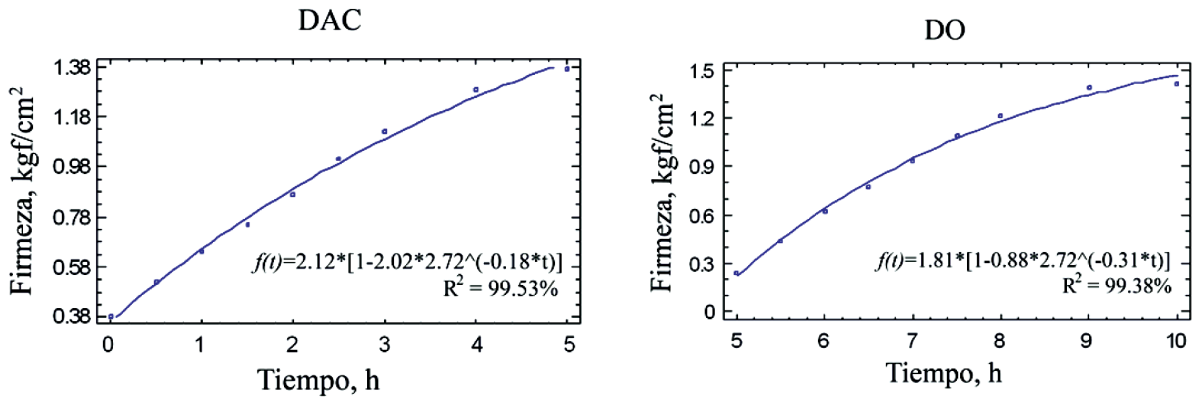 DAC
1.38
1.18
0.98
0.78
0.58
0.38
Firmeza, kgf/cm²
f(t)=2.12*[1-2.02*2.72^(-0.18*t)]
R² = 99.53%
0 1 2 3 4 5
Tiempo, h
DO
1.5
1.2
0.9
0.6
0.3
0
Firmeza, kgf/cm²
f(t)=1.81*[1-0.88*2.72^(-0.31*t)]
R² = 99.38%
5 6 7 8 9 10
Tiempo, h